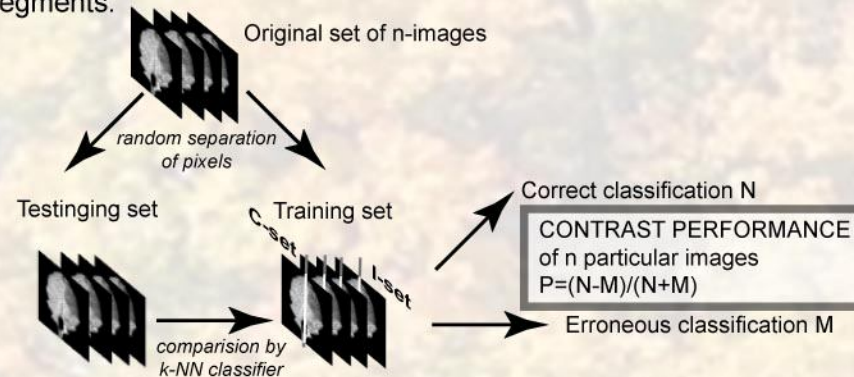 egments.
Original set of n-images
random separation
of pixels
Testinging set
Training set
C-set
I-set
comparision by
k-NN classifier
Correct classification N
CONTRAST PERFORMANCE
of n particular images
P=(N-M)/(N+M)
Erroneous classification M